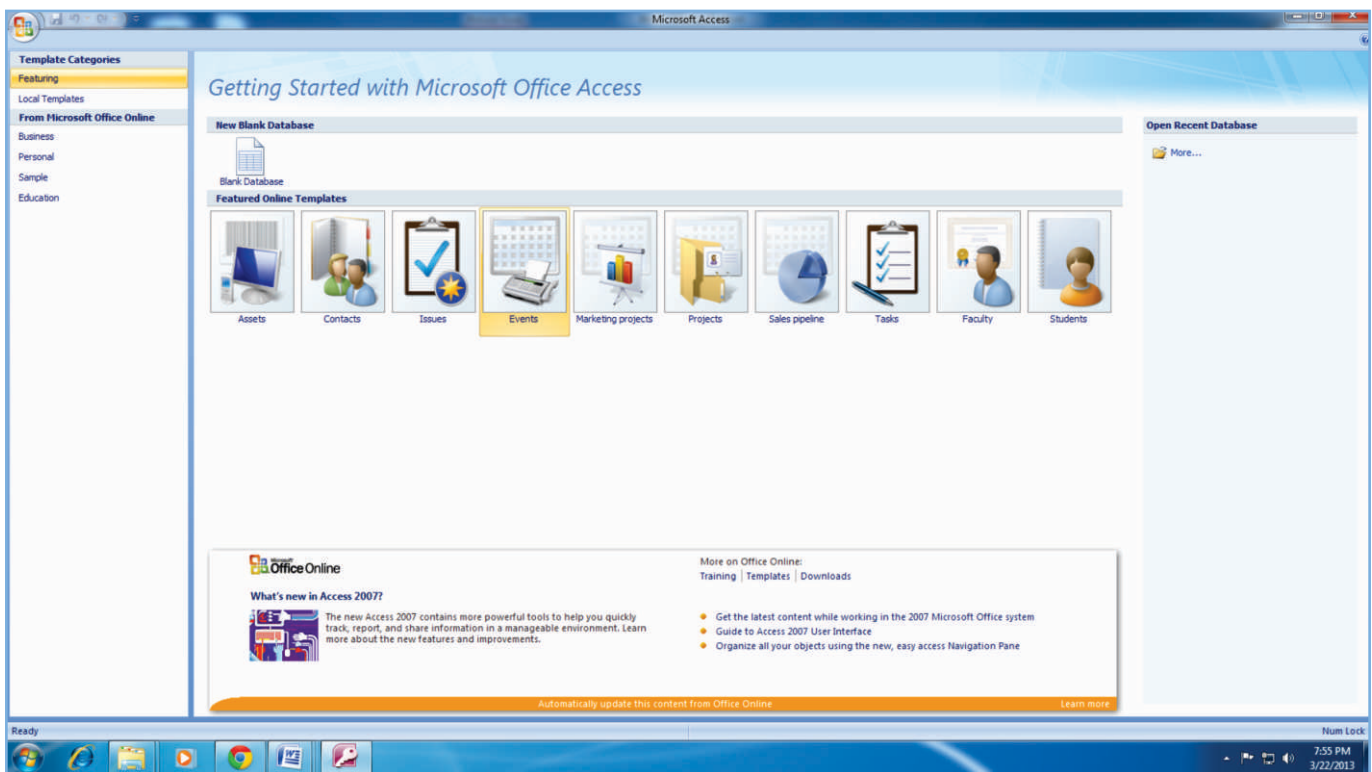 Microsoft Access
Template Categories
Featuring
Local Templates
From Microsoft Office Online
Business
Personal
Sample
Education
Getting Started with Microsoft Office Access
New Blank Database
Blank Database
Featured Online Templates
Assets
Contacts
Issues
Events
Marketing projects
Projects
Sales pipeline
Tasks
Faculty
Students
Open Recent Database
More...
Microsoft
Office Online
What's new in Access 2007?
The new Access 2007 contains more powerful tools to help you quickly
track, report, and share information in a manageable environment. Learn
more about the new features and improvements.
More on Office Online:
Training | Templates | Downloads
Get the latest content while working in the 2007 Microsoft Office system
Guide to Access 2007 User Interface
Organize all your objects using the new, easy access Navigation Pane
Automatically update this content from Office Online
Learn more
Ready
Num Lock
7:55 PM
3/22/2013